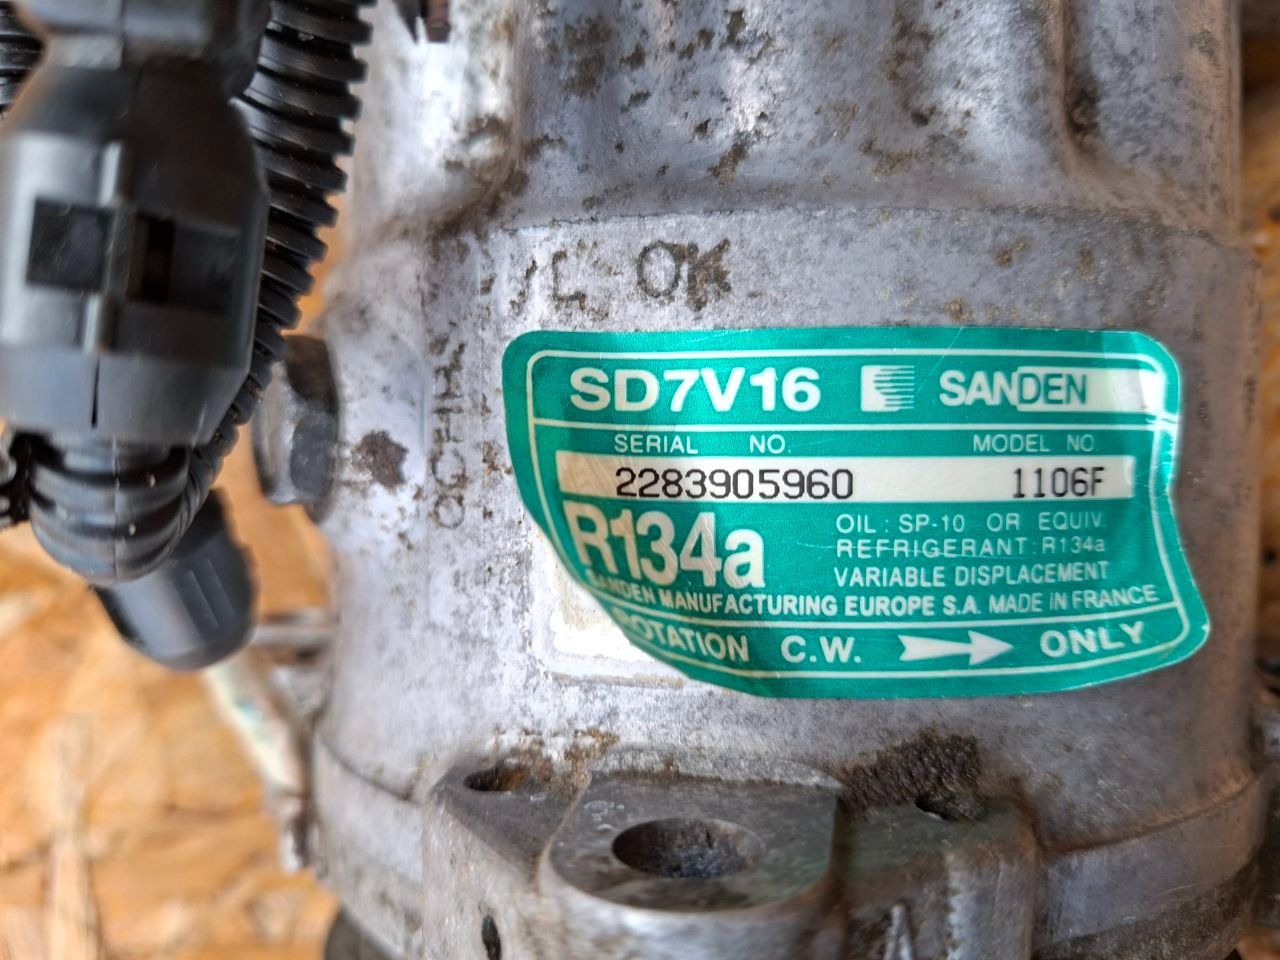 OK
SD7V16 SANDEN
SERIAL NO. MODEL NO.
2283905960 1106F
R134a
OIL : SP-10 OR EQUIV.
REFRIGERANT : R134a
VARIABLE DISPLACEMENT
SANDEN MANUFACTURING EUROPE S.A. MADE IN FRANCE
ROTATION C.W. ONLY